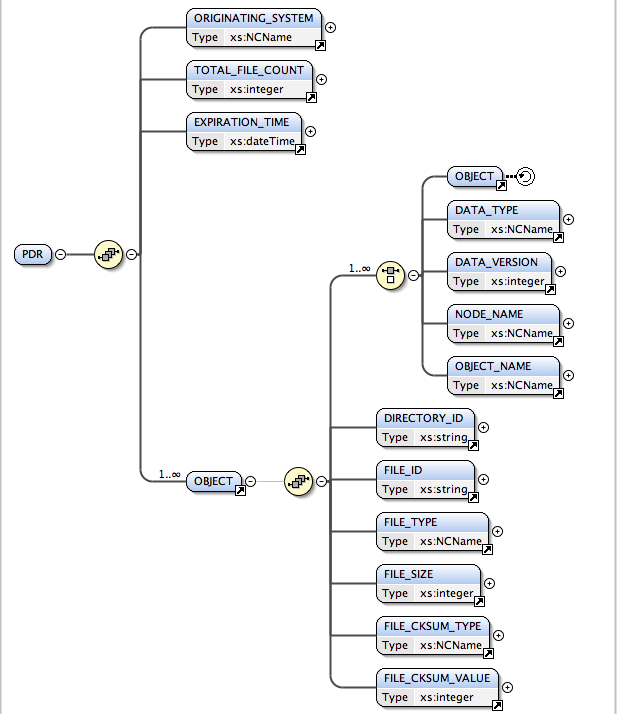 ORIGINATING_SYSTEM
Type xs:NCName
TOTAL_FILE_COUNT
Type xs:integer
EXPIRATION_TIME
Type xs:dateTime
OBJECT
DATA_TYPE
Type xs:NCName
PDR
DATA_VERSION
Type xs:integer
1..∞
NODE_NAME
Type xs:NCName
OBJECT_NAME
Type xs:NCName
DIRECTORY_ID
Type xs:string
1..∞
OBJECT
FILE_ID
Type xs:string
FILE_TYPE
Type xs:NCName
FILE_SIZE
Type xs:integer
FILE_CKSUM_TYPE
Type xs:NCName
FILE_CKSUM_VALUE
Type xs:integer